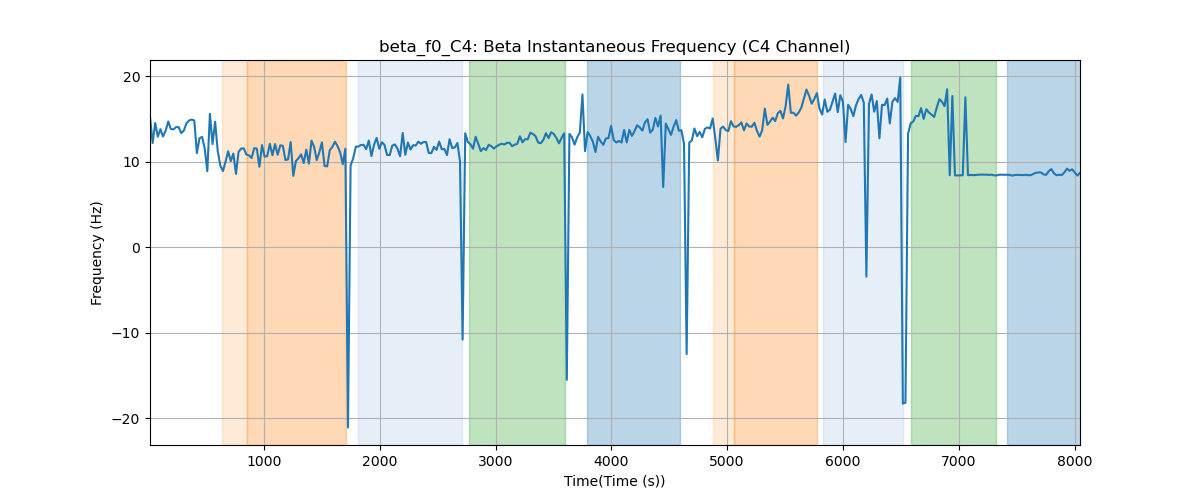 beta_f0_C4: Beta Instantaneous Frequency (C4 Channel)
Frequency (Hz)
20
10
0
−10
−20
1000 2000 3000 4000 5000 6000 7000 8000
Time(Time (s))